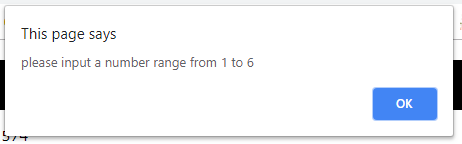 This page says
please input a number range from 1 to 6
OK